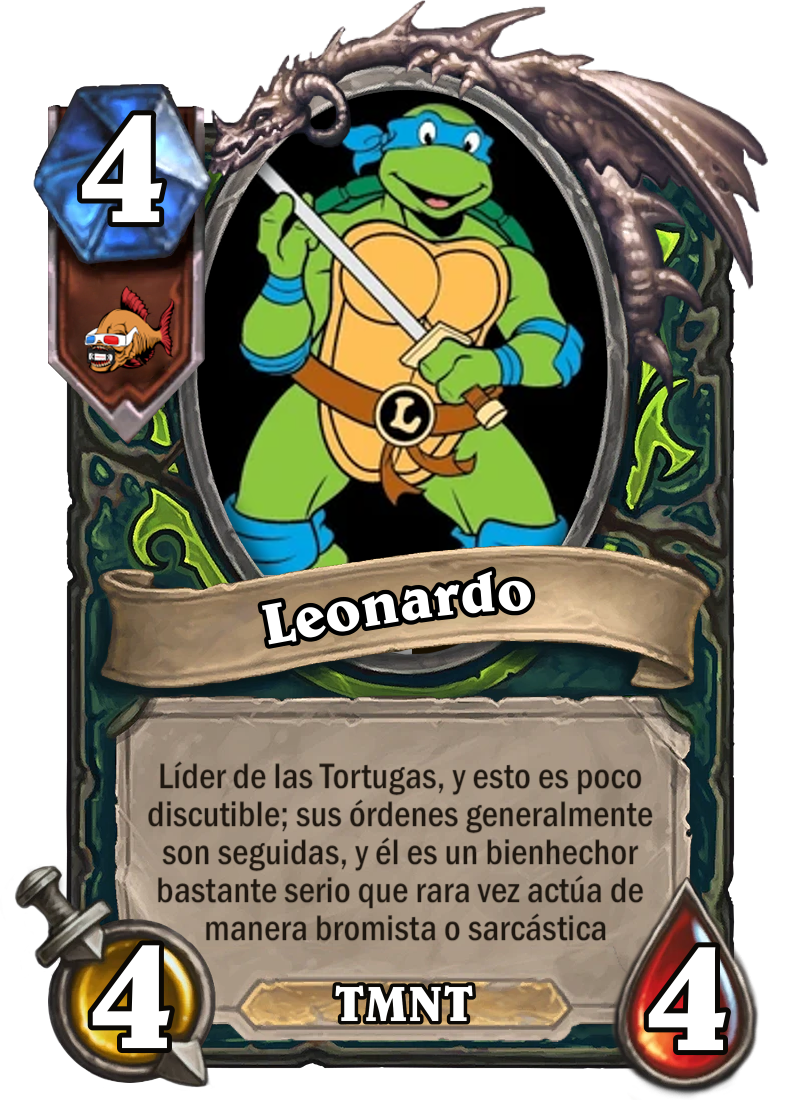 4
L
Leonardo
Líder de las Tortugas, y esto es poco
discutible; sus órdenes generalmente
son seguidas, y él es un bienhechor
bastante serio que rara vez actúa de
manera bromista o sarcástica
4
TMNT
4